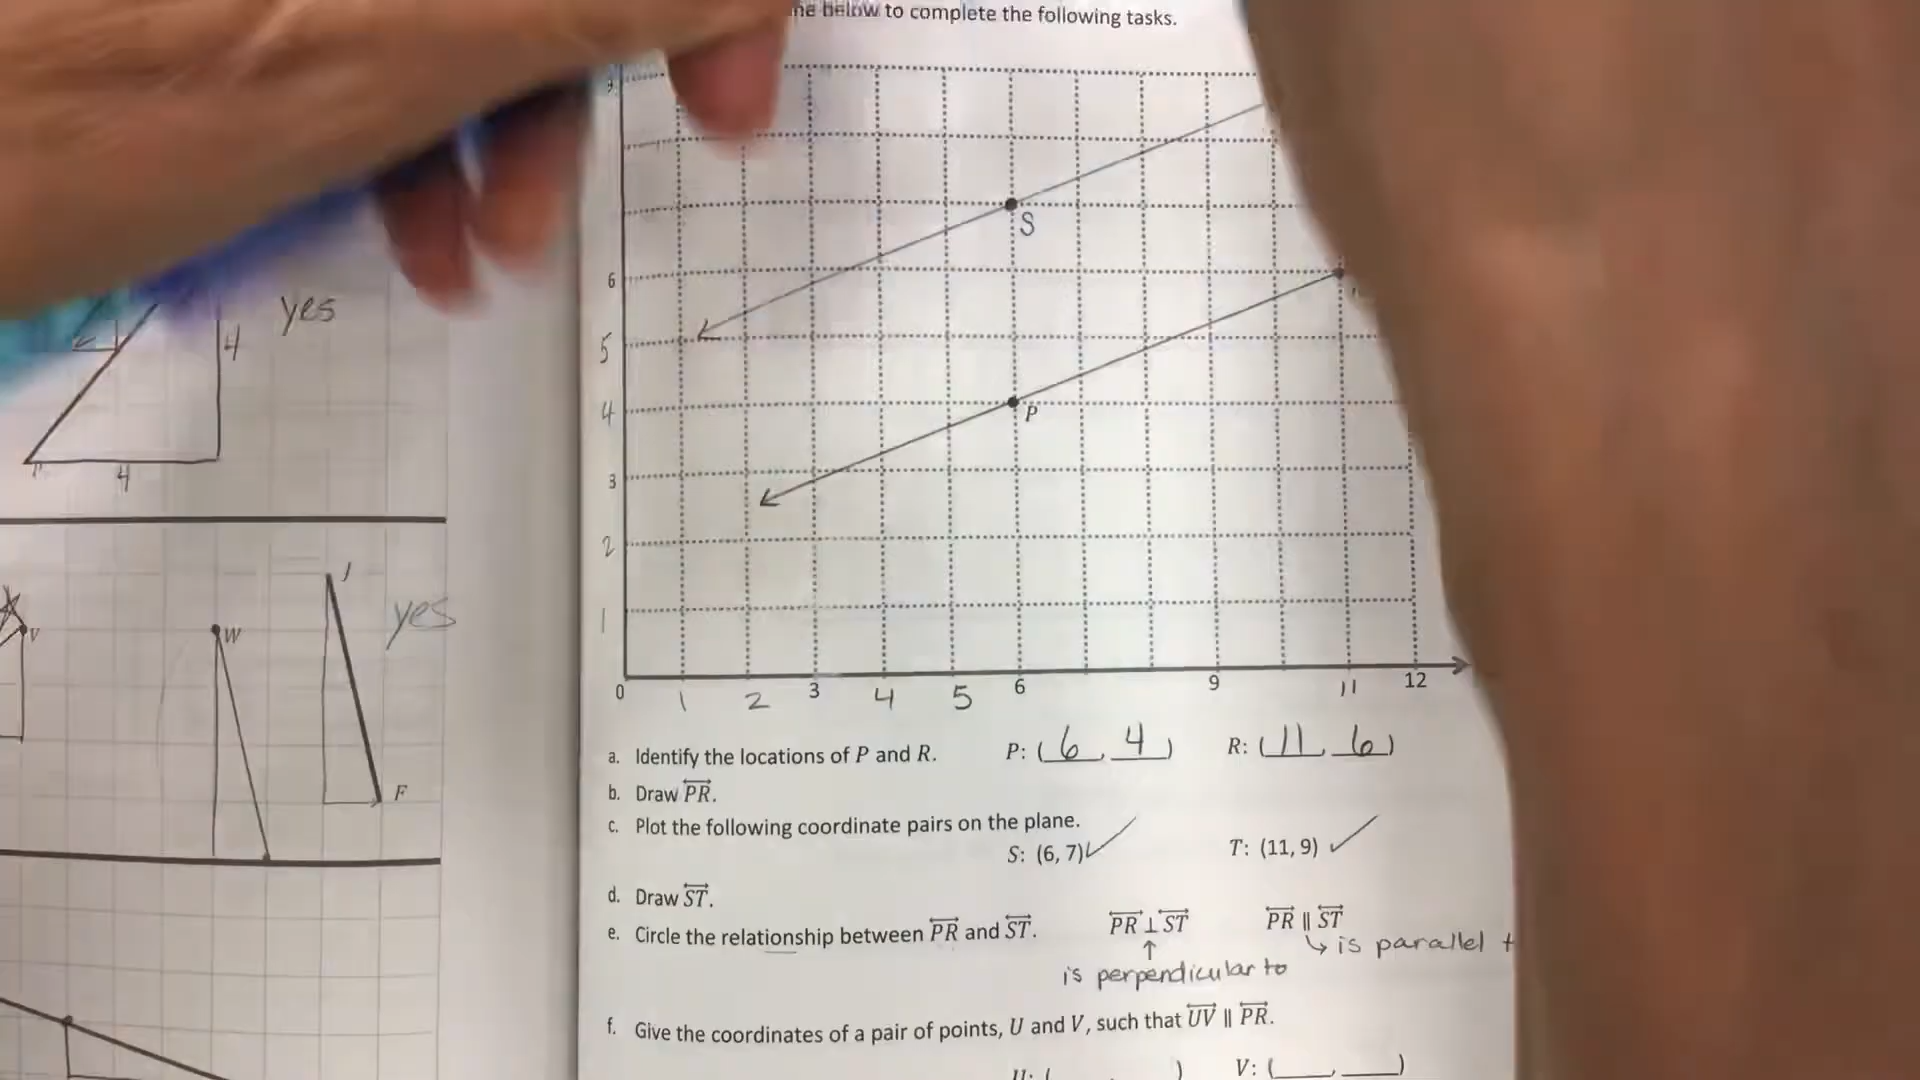 below to complete the following tasks.
9
S
6
5
4
P
3
2
1
0 1 2 3 4 5 6 9 11 12
yes
4
4
J
yes
V
W
F
a. Identify the locations of P and R. P: (6, 4) R: (11, 6)
b. Draw PR.
c. Plot the following coordinate pairs on the plane.
S: (6, 7) ✓ T: (11, 9) ✓
d. Draw ST.
e. Circle the relationship between PR and ST. PR ⊥ ST PR ∥ ST
↑ ↳ is parallel t
is perpendicular to
f. Give the coordinates of a pair of points, U and V, such that UV ∥ PR.
U: ( ) V: (____, ____)